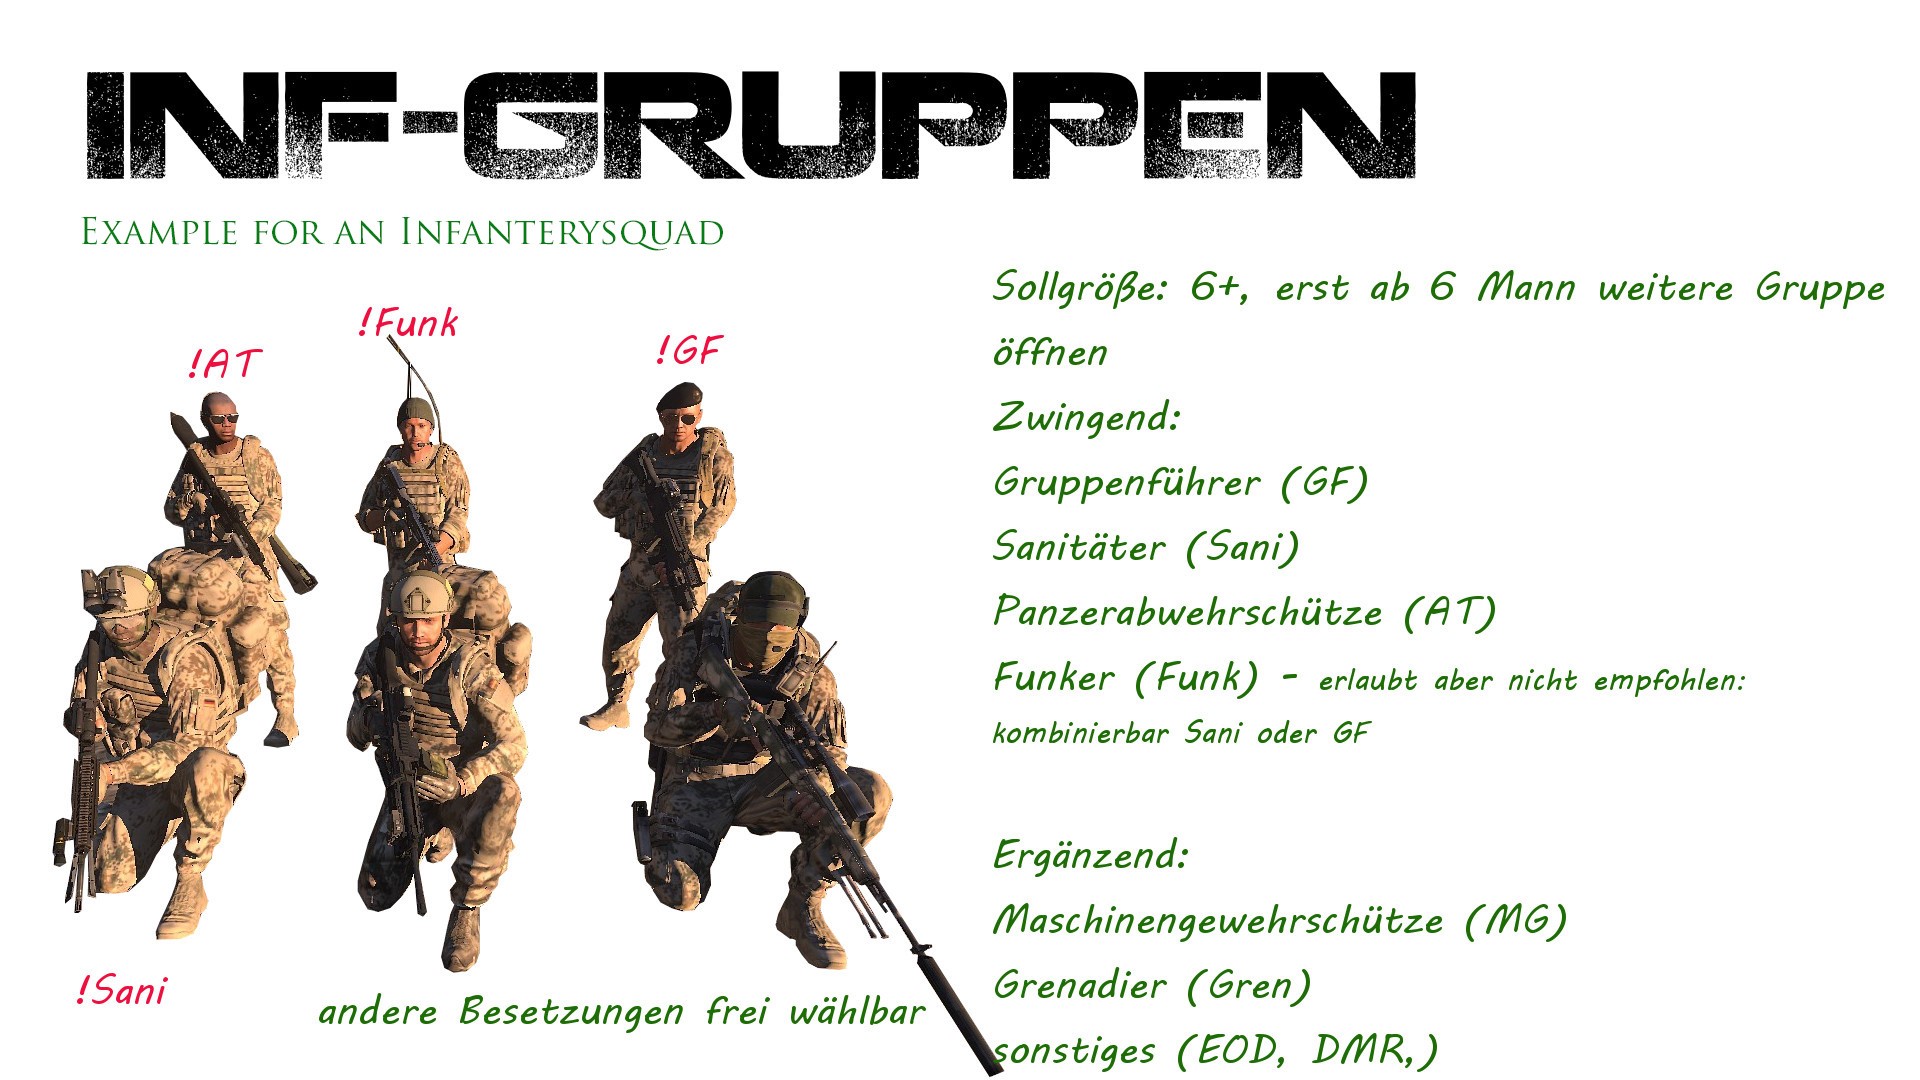 INF-GRUPPEN
Example for an Infanterysquad
!AT
!Funk
!GF
!Sani
andere Besetzungen frei wählbar
Sollgröße: 6+, erst ab 6 Mann weitere Gruppe
öffnen
Zwingend:
Gruppenführer (GF)
Sanitäter (Sani)
Panzerabwehrschütze (AT)
Funker (Funk) - erlaubt aber nicht empfohlen:
kombinierbar Sani oder GF
Ergänzend:
Maschinengewehrschütze (MG)
Grenadier (Gren)
sonstiges (EOD, DMR,)